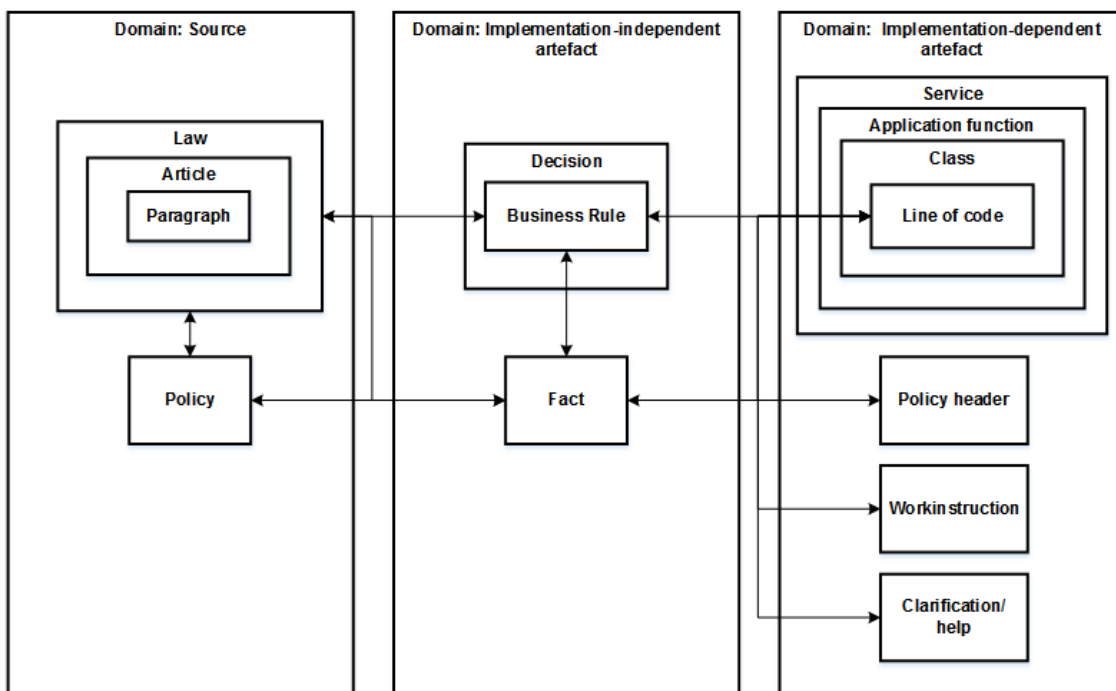 Domain: Source
Law
Article
Paragraph
Policy
Domain: Implementation-independent
artefact
Decision
Business Rule
Fact
Domain:  Implementation-dependent
artefact
Service
Application function
Class
Line of code
Policy header
Workinstruction
Clarification/
help